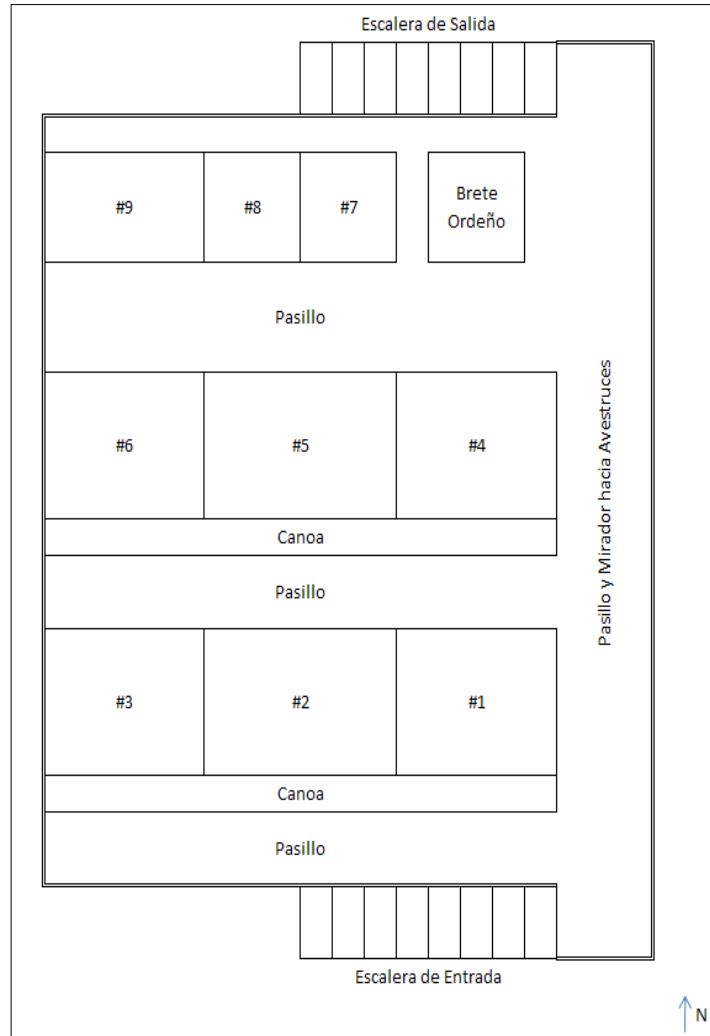 Escalera de Salida
#9
#8
#7
Brete
Ordeño
Pasillo
#6
#5
#4
Pasillo y Mirador hacia Avestruces
Canoa
Pasillo
#3
#2
#1
Canoa
Pasillo
Escalera de Entrada
N